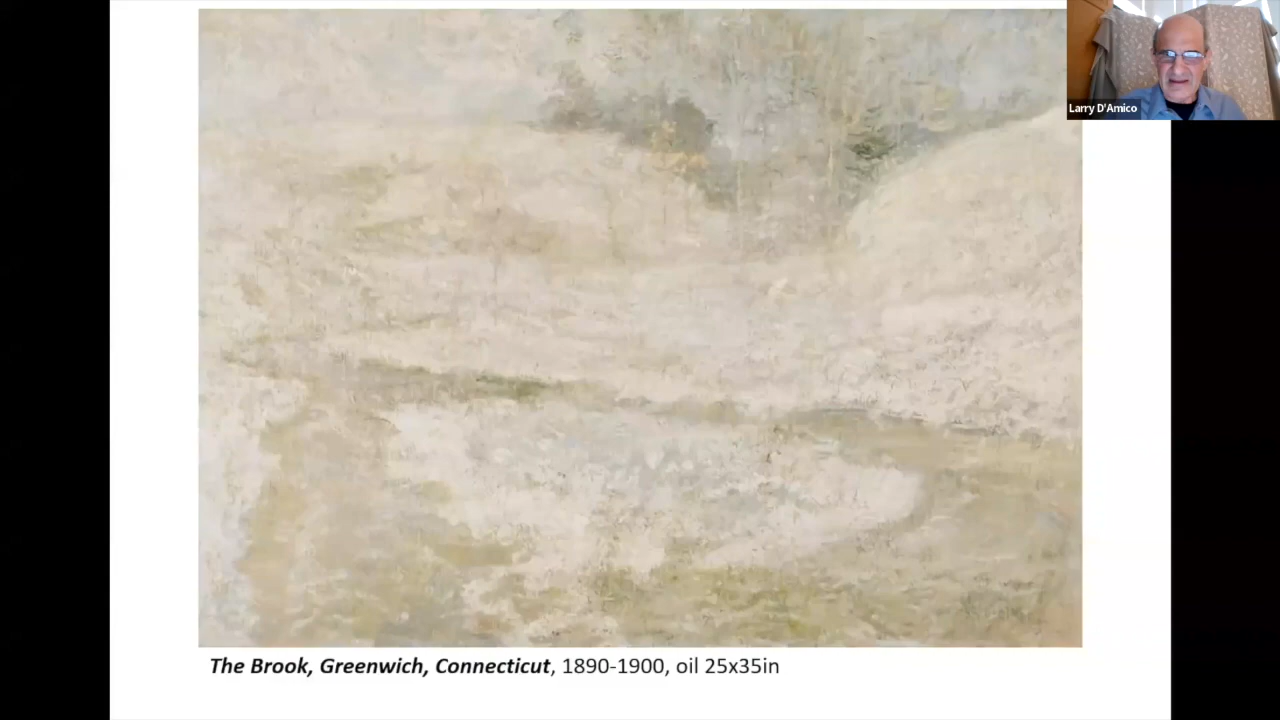 Larry D'Amico
The Brook, Greenwich, Connecticut, 1890-1900, oil 25x35in